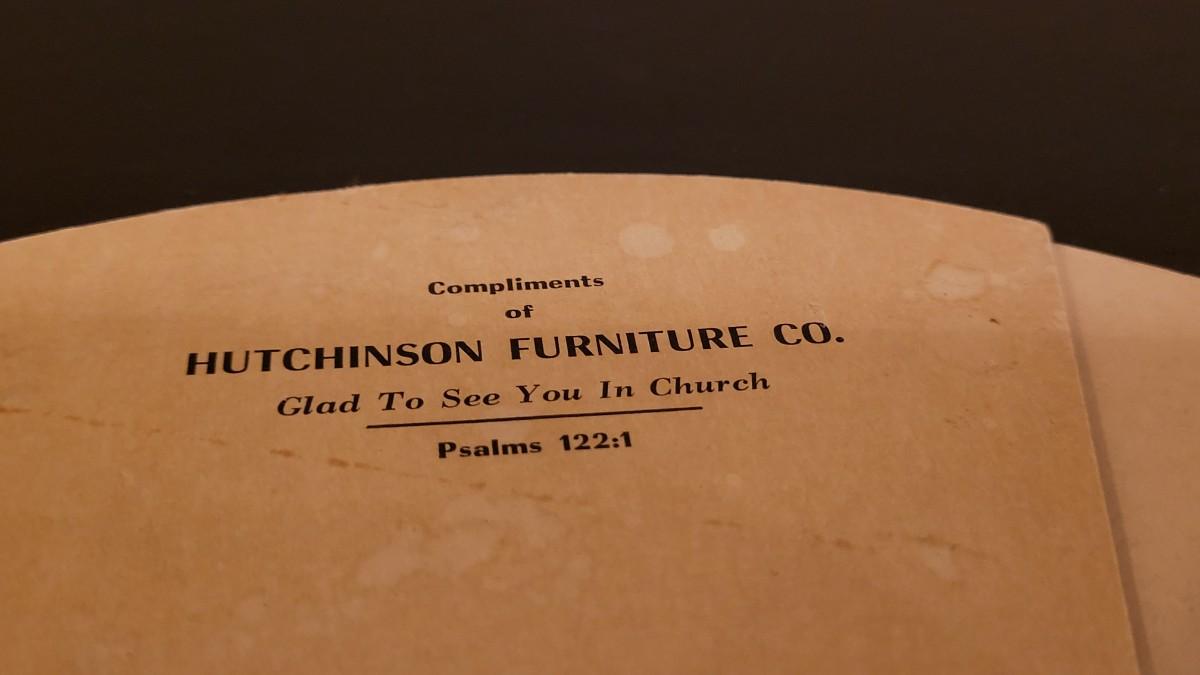 Compliments
of
HUTCHINSON FURNITURE CO.
Glad To See You In Church
Psalms 122:1